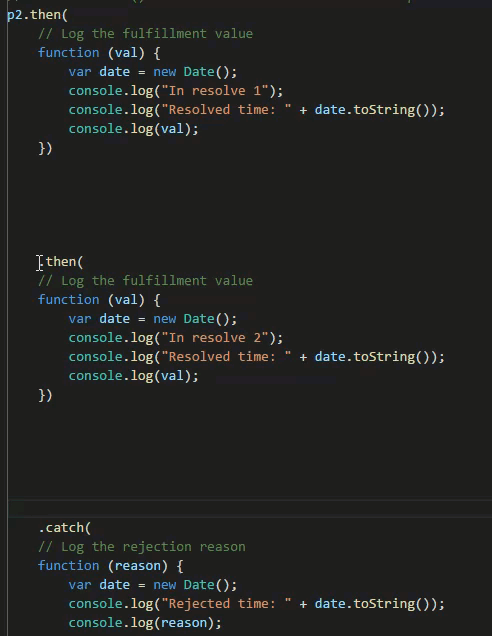 p2.then(
// Log the fulfillment value
function (val) {
var date = new Date();
console.log("In resolve 1");
console.log("Resolved time: " + date.toString());
console.log(val);
})
.then(
// Log the fulfillment value
function (val) {
var date = new Date();
console.log("In resolve 2");
console.log("Resolved time: " + date.toString());
console.log(val);
})
.catch(
// Log the rejection reason
function (reason) {
var date = new Date();
console.log("Rejected time: " + date.toString());
console.log(reason);